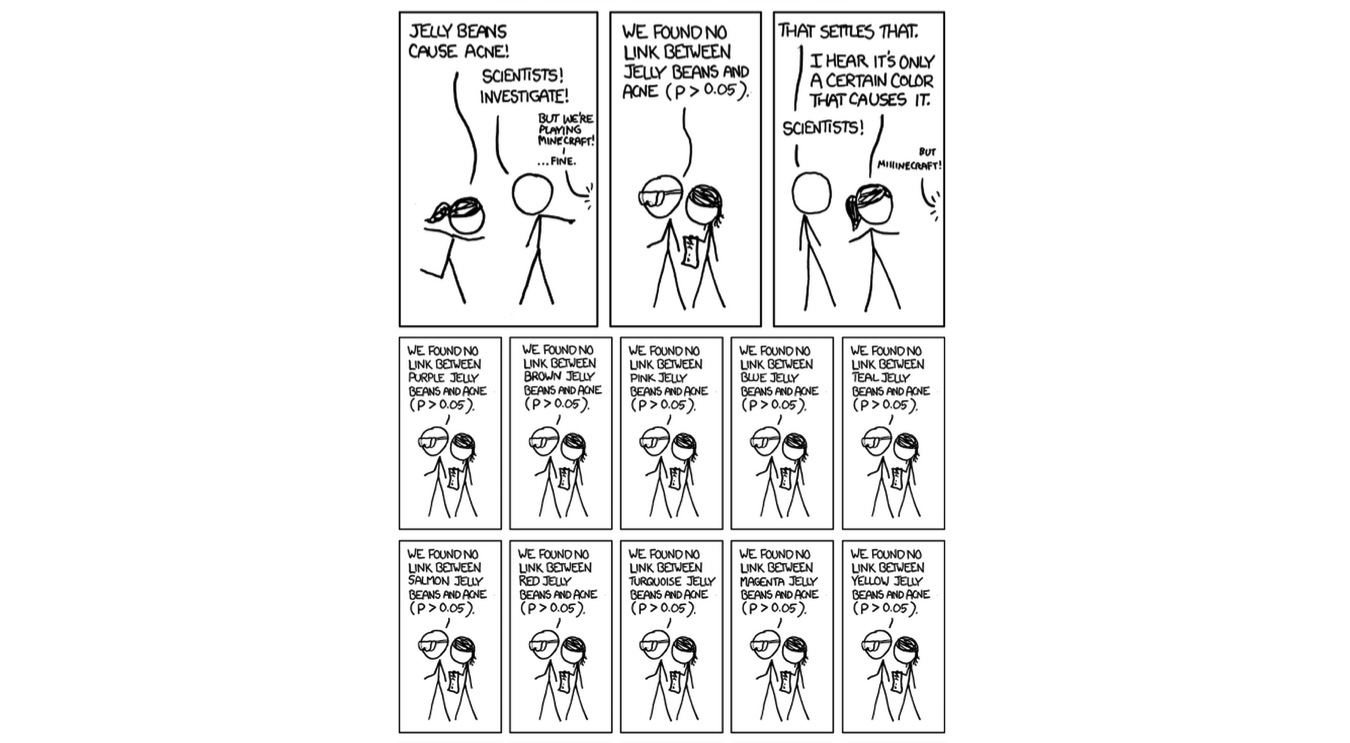 JELLY BEANS
CAUSE ACNE!
SCIENTISTS!
INVESTIGATE!
BUT WE'RE
PLAYING
MINECRAFT!
...FINE.
WE FOUND NO
LINK BETWEEN
JELLY BEANS AND
ACNE (P > 0.05).
THAT SETTLES THAT.
I HEAR IT'S ONLY
A CERTAIN COLOR
THAT CAUSES IT.
SCIENTISTS!
BUT
MIIINECRAFT!
WE FOUND NO
LINK BETWEEN
PURPLE JELLY
BEANS AND ACNE
(P > 0.05).
WE FOUND NO
LINK BETWEEN
BROWN JELLY
BEANS AND ACNE
(P > 0.05).
WE FOUND NO
LINK BETWEEN
PINK JELLY
BEANS AND ACNE
(P > 0.05).
WE FOUND NO
LINK BETWEEN
BLUE JELLY
BEANS AND ACNE
(P > 0.05).
WE FOUND NO
LINK BETWEEN
TEAL JELLY
BEANS AND ACNE
(P > 0.05).
WE FOUND NO
LINK BETWEEN
SALMON JELLY
BEANS AND ACNE
(P > 0.05).
WE FOUND NO
LINK BETWEEN
RED JELLY
BEANS AND ACNE
(P > 0.05).
WE FOUND NO
LINK BETWEEN
TURQUOISE JELLY
BEANS AND ACNE
(P > 0.05).
WE FOUND NO
LINK BETWEEN
MAGENTA JELLY
BEANS AND ACNE
(P > 0.05).
WE FOUND NO
LINK BETWEEN
YELLOW JELLY
BEANS AND ACNE
(P > 0.05).